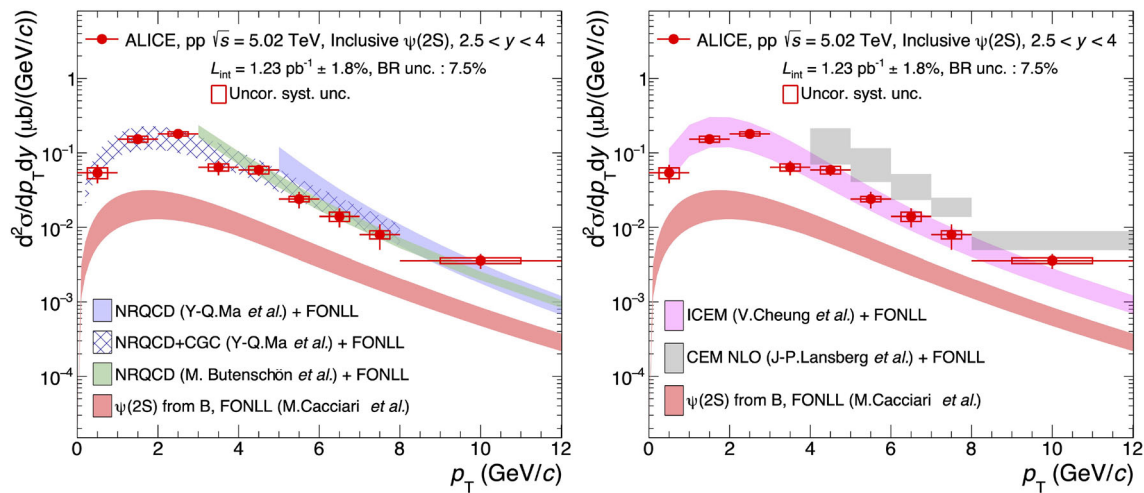 d²σ/dp_T dy (μb/(GeV/c))
1
10⁻¹
10⁻²
10⁻³
10⁻⁴
ALICE, pp √s = 5.02 TeV, Inclusive ψ(2S), 2.5 < y < 4
L_int = 1.23 pb⁻¹ ± 1.8%, BR unc. : 7.5%
Uncor. syst. unc.
NRQCD (Y-Q.Ma et al.) + FONLL
NRQCD+CGC (Y-Q.Ma et al.) + FONLL
NRQCD (M. Butenschön et al.) + FONLL
ψ(2S) from B, FONLL (M.Cacciari et al.)
0 2 4 6 8 10 12
p_T (GeV/c)
d²σ/dp_T dy (μb/(GeV/c))
1
10⁻¹
10⁻²
10⁻³
10⁻⁴
ALICE, pp √s = 5.02 TeV, Inclusive ψ(2S), 2.5 < y < 4
L_int = 1.23 pb⁻¹ ± 1.8%, BR unc. : 7.5%
Uncor. syst. unc.
ICEM (V.Cheung et al.) + FONLL
CEM NLO (J-P.Lansberg et al.) + FONLL
ψ(2S) from B, FONLL (M.Cacciari et al.)
0 2 4 6 8 10 12
p_T (GeV/c)